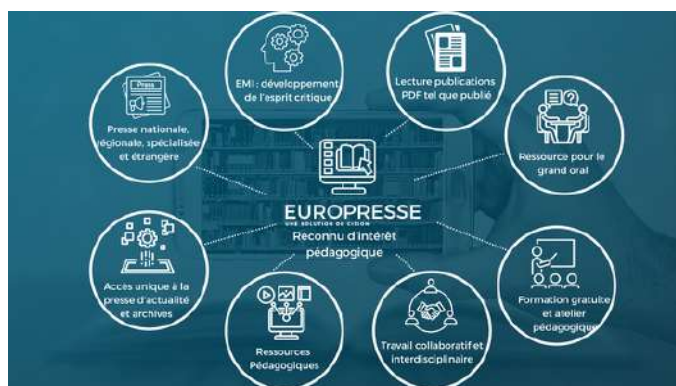 EMI : développement
de l'esprit critique
Lecture publications
PDF tel que publié
Press
Presse nationale,
régionale, spécialisée
et étrangère
Ressource pour le
grand oral
EUROPRESSE
UNE SOLUTION DE CISION
Reconnu d'intérêt
pédagogique
Accès unique à la
presse d'actualité
et archives
Formation gratuite
et atelier
pédagogique
Ressources
Pédagogiques
Travail collaboratif et
interdisciplinaire